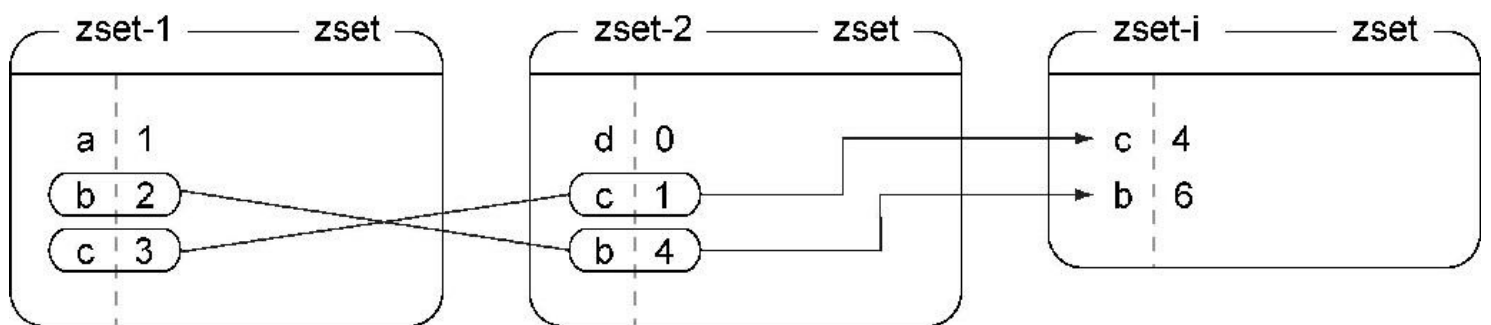 zset-1 zset zset-2 zset zset-i zset
a 1 d 0 c 4
b 2 c 1 b 6
c 3 b 4